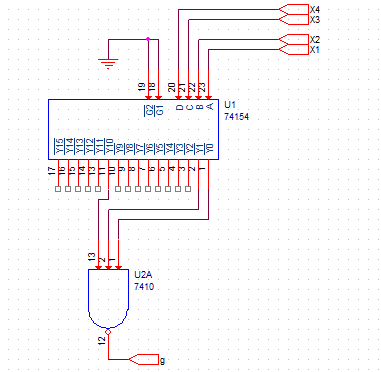 X4
X3
X2
X1
19 18 20 21 22 23
G2 G1 D C B A
U1
74154
Y15 Y14 Y13 Y12 Y11 Y10 Y9 Y8 Y7 Y6 Y5 Y4 Y3 Y2 Y1 Y0
17 16 15 14 13 11 10 9 8 7 6 5 4 3 2 1
13 2 1
U2A
7410
12
g